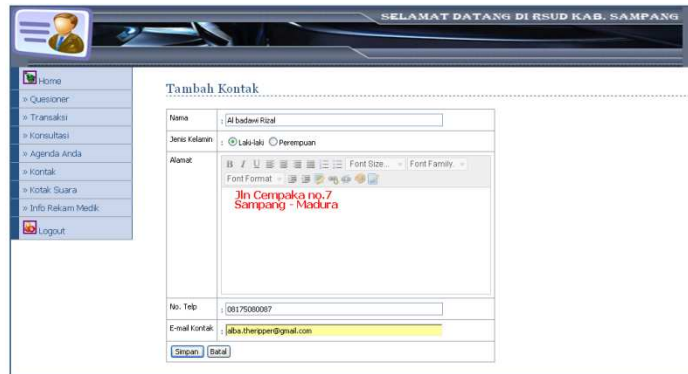 SELAMAT DATANG DI RSUD KAB. SAMPANG
Home
» Quesioner
» Transaksi
» Konsultasi
» Agenda Anda
» Kontak
» Kotak Suara
» Info Rekam Medik
Logout
Tambah Kontak
Nama : Al badawi Rizal
Jenis Kelamin : Laki-laki Perempuan
Alamat
B I U Font Size... Font Family.
Font Format
Jln Cempaka no.7
Sampang - Madura
No. Telp : 08175080087
E-mail Kontak : alba.theripper@gmail.com
Simpan Batal